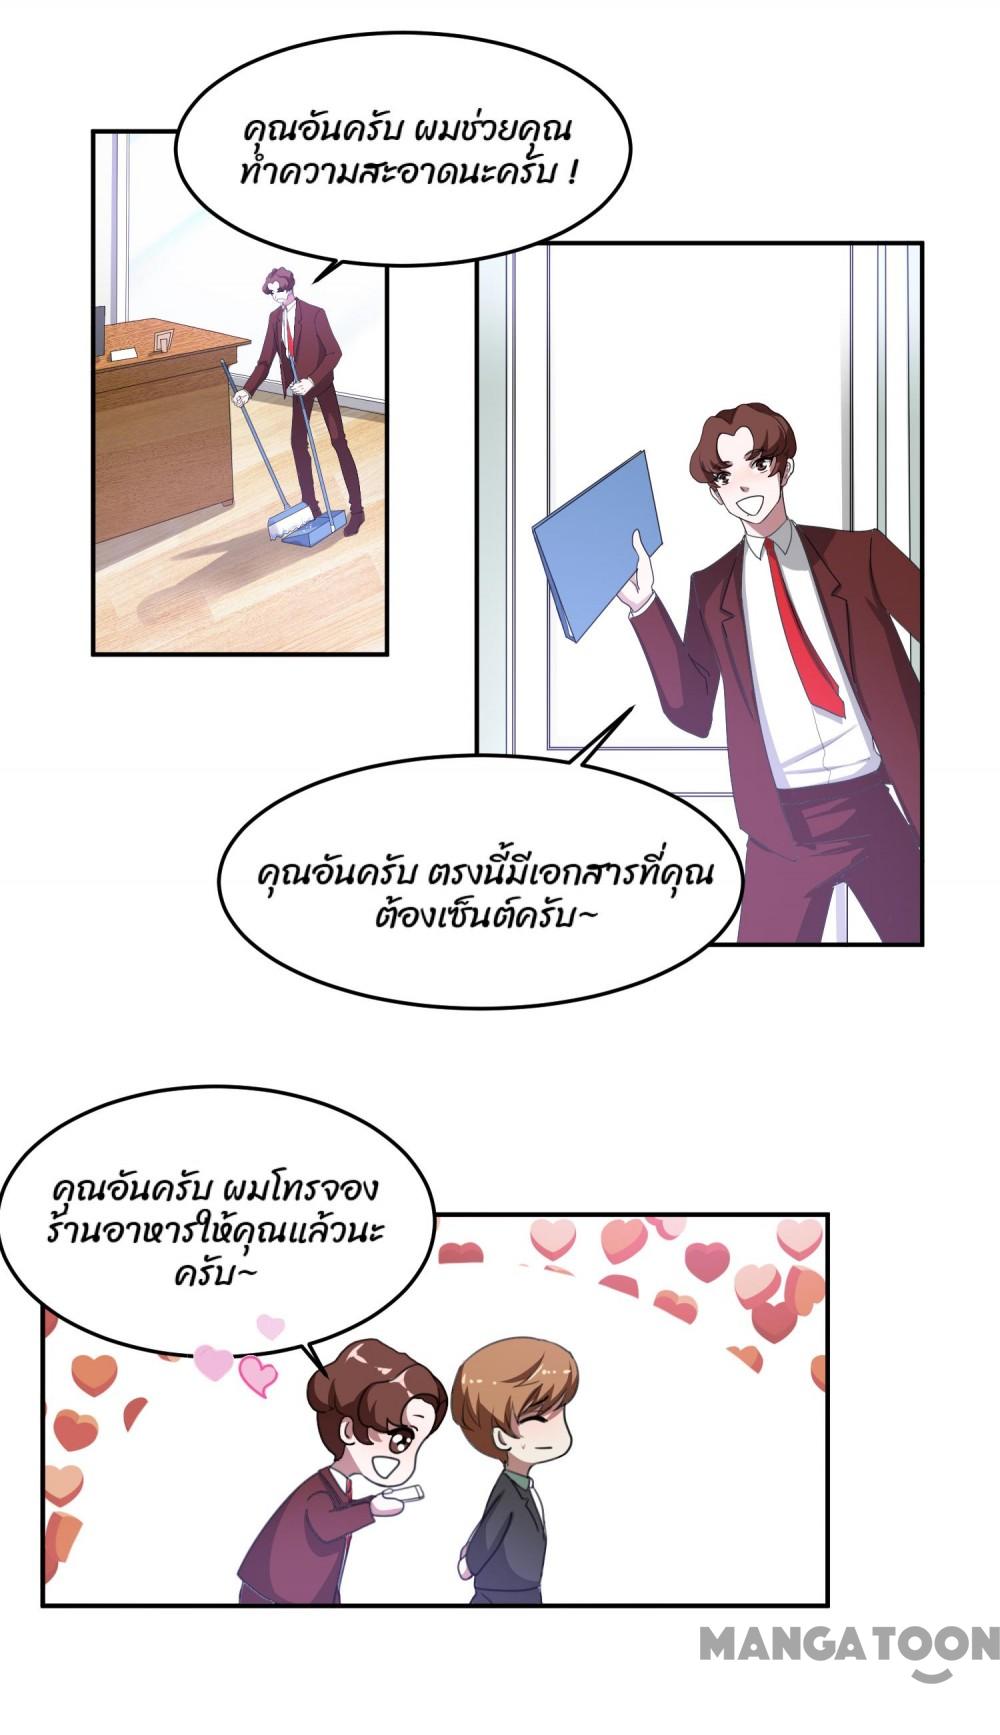 คุณอันครับ ผมช่วยคุณ
ทำความสะอาดนะครับ !
คุณอันครับ ตรงนี้มีเอกสารที่คุณ
ต้องเซ็นต์ครับ~
คุณอันครับ ผมโทรจอง
ร้านอาหารให้คุณแล้วนะ
ครับ~
MANGATOON